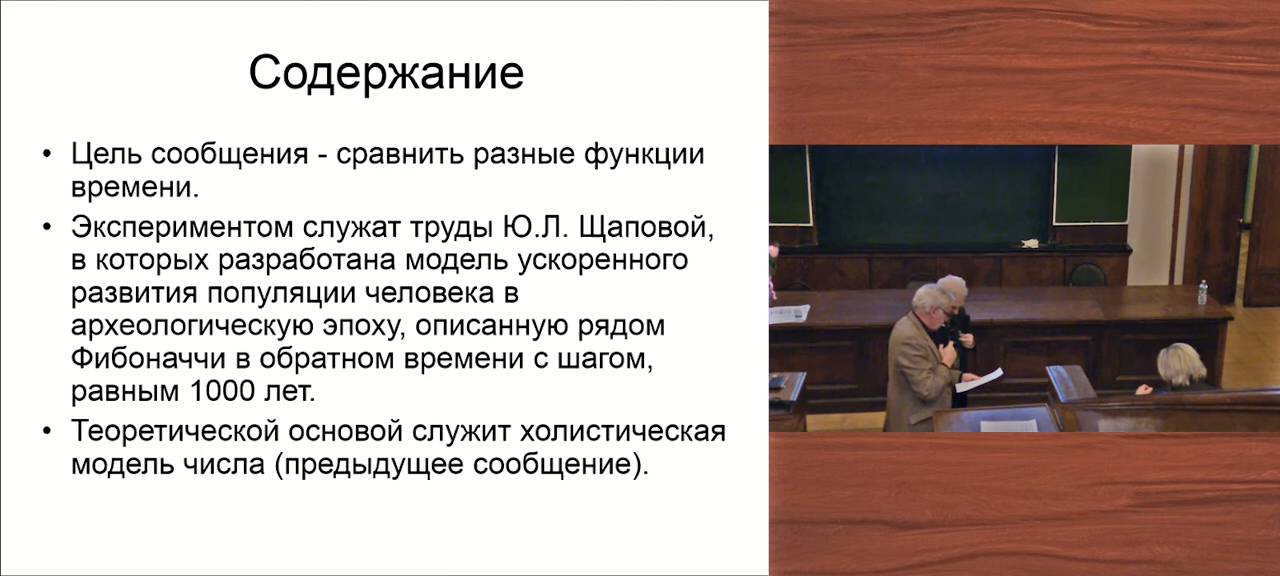 Содержание
• Цель сообщения - сравнить разные функции
времени.
• Экспериментом служат труды Ю.Л. Щаповой,
в которых разработана модель ускоренного
развития популяции человека в
археологическую эпоху, описанную рядом
Фибоначчи в обратном времени с шагом,
равным 1000 лет.
• Теоретической основой служит холистическая
модель числа (предыдущее сообщение).